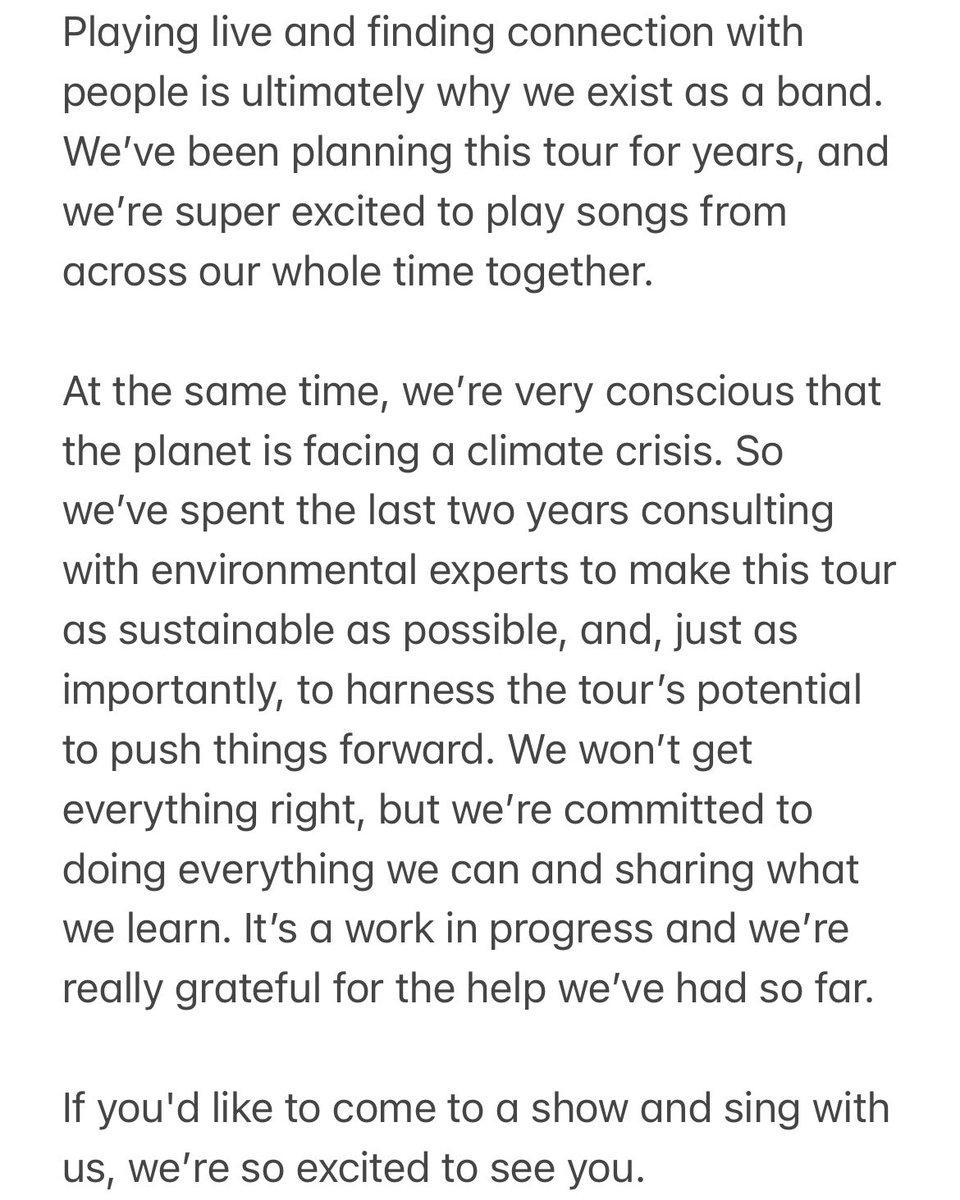 Playing live and finding connection with
people is ultimately why we exist as a band.
We’ve been planning this tour for years, and
we’re super excited to play songs from
across our whole time together.
At the same time, we’re very conscious that
the planet is facing a climate crisis. So
we’ve spent the last two years consulting
with environmental experts to make this tour
as sustainable as possible, and, just as
importantly, to harness the tour’s potential
to push things forward. We won’t get
everything right, but we’re committed to
doing everything we can and sharing what
we learn. It’s a work in progress and we’re
really grateful for the help we’ve had so far.
If you'd like to come to a show and sing with
us, we’re so excited to see you.